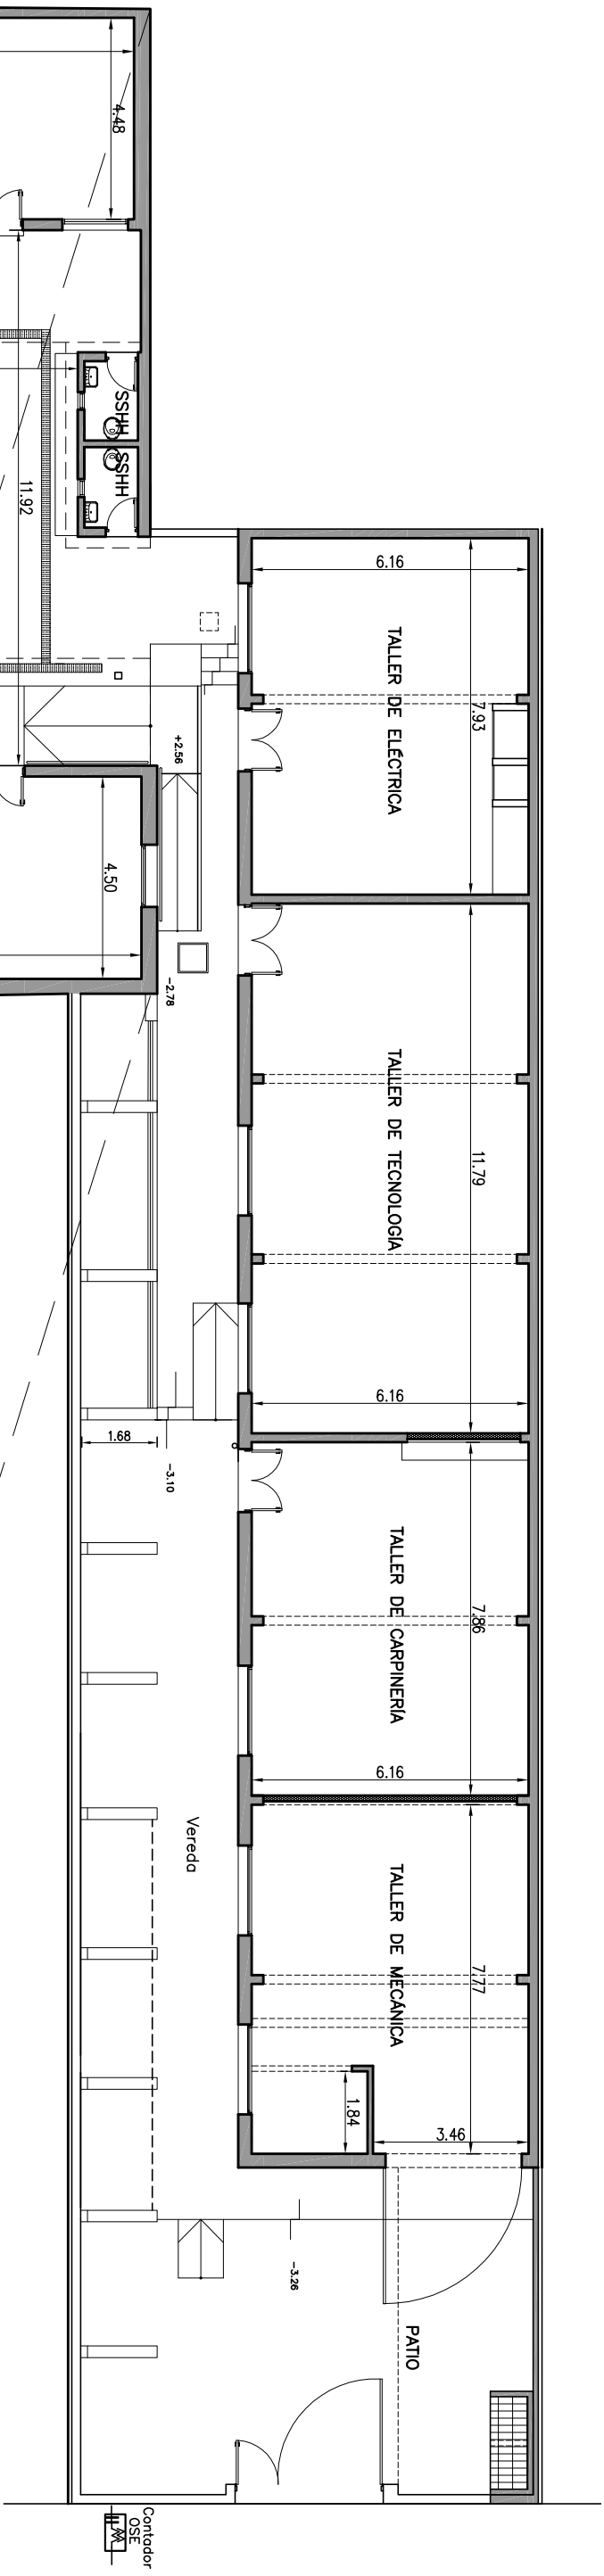 4.48
SSHH
SSHH
11.92
6.16
TALLER DE ELÉCTRICA
7.93
+2.56
4.50
-2.78
TALLER DE TECNOLOGÍA
11.79
6.16
1.68
-3.10
TALLER DE CARPINERÍA
7.86
6.16
Vereda
TALLER DE MECÁNICA
7.77
1.84
3.46
-3.26
PATIO
Contador
OSE